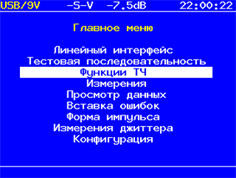 USB/9V -S-V -7.5dB 22:00:22
Главное меню
Линейный интерфейс
Тестовая последовательность
Функции ТЧ
Измерения
Просмотр данных
Вставка ошибок
Форма импульса
Измерения джиттера
Конфигурация